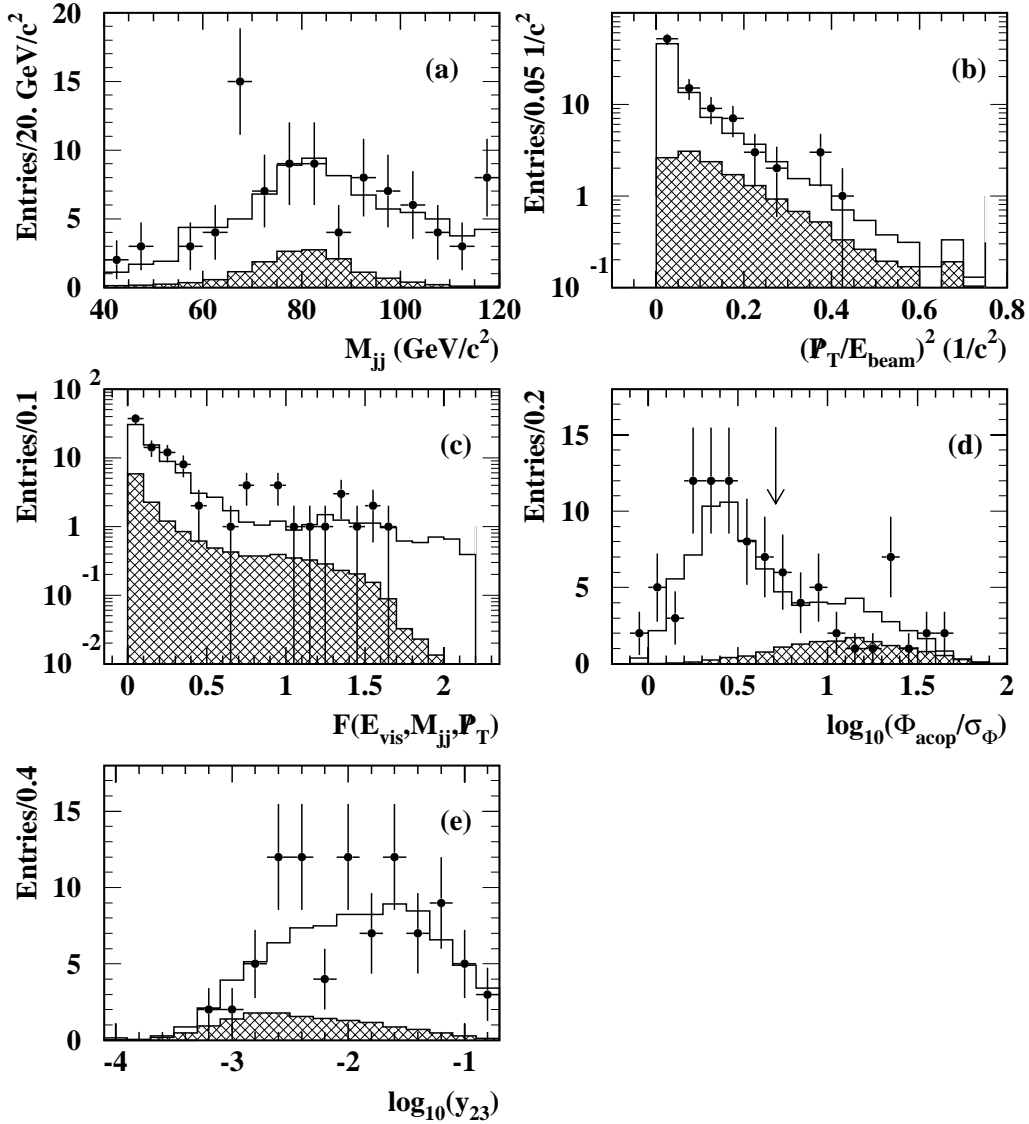 Entries/20. GeV/c²
20
15
10
5
0
(a)
40 60 80 100 120
M_jj (GeV/c²)
Entries/0.05 1/c²
10
1
10⁻¹
(b)
0 0.2 0.4 0.6 0.8
(P̸_T/E_beam)² (1/c²)
Entries/0.1
10²
10
1
10⁻¹
10⁻²
(c)
0 0.5 1 1.5 2
F(E_vis,M_jj,P̸_T)
Entries/0.2
15
10
5
0
(d)
0 0.5 1 1.5 2
log₁₀(Φ_acop/σ_Φ)
Entries/0.4
15
10
5
0
(e)
-4 -3 -2 -1
log₁₀(y₂₃)